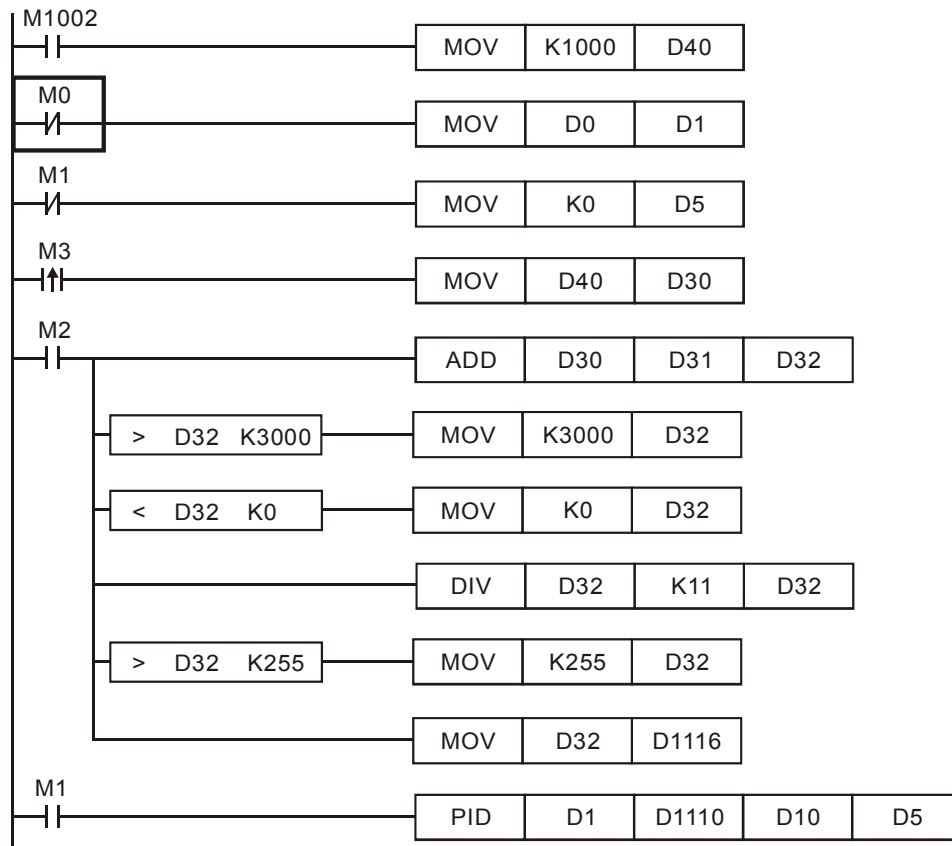 M1002
MOV K1000 D40
M0
MOV D0 D1
M1
MOV K0 D5
M3
MOV D40 D30
M2
ADD D30 D31 D32
> D32 K3000 MOV K3000 D32
< D32 K0 MOV K0 D32
DIV D32 K11 D32
> D32 K255 MOV K255 D32
MOV D32 D1116
M1
PID D1 D1110 D10 D5